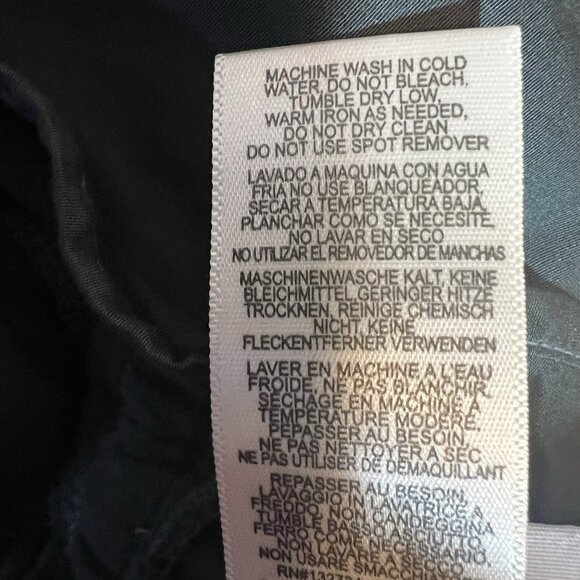 MACHINE WASH IN COLD
WATER, DO NOT BLEACH,
TUMBLE DRY LOW,
WARM IRON AS NEEDED,
DO NOT DRY CLEAN
DO NOT USE SPOT REMOVER
LAVADO A MAQUINA CON AGUA
FRIA NO USE BLANQUEADOR,
SECAR A TEMPERATURA BAJA,
PLANCHAR COMO SE NECESITE,
NO LAVAR EN SECO
NO UTILIZAR EL REMOVEDOR DE MANCHAS
MASCHINENWASCHE KALT, KEINE
BLEICHMITTEL, GERINGER HITZE
TROCKNEN, REINIGE CHEMISCH
NICHT, KEINE
FLECKENTFERNER VERWENDEN
LAVER EN MACHINE A L'EAU
FROIDE, NE PAS BLANCHIR,
SECHAGE EN MACHINE A
TEMPERATURE MODERE,
PEPASSER AU BESOIN,
NE PAS NETTOYER A SEC
NE PAS UTILISER DE DEMAQUILLANT
REPASSER AU BESOIN,
LAVAGGIO IN LAVATRICE A
FREDDO, NON CANDEGGINA
TUMBLE BASSO ASCIUTTO
FERRO COME NECESSARIO
NON LAVARE A SECCO
NON USARE